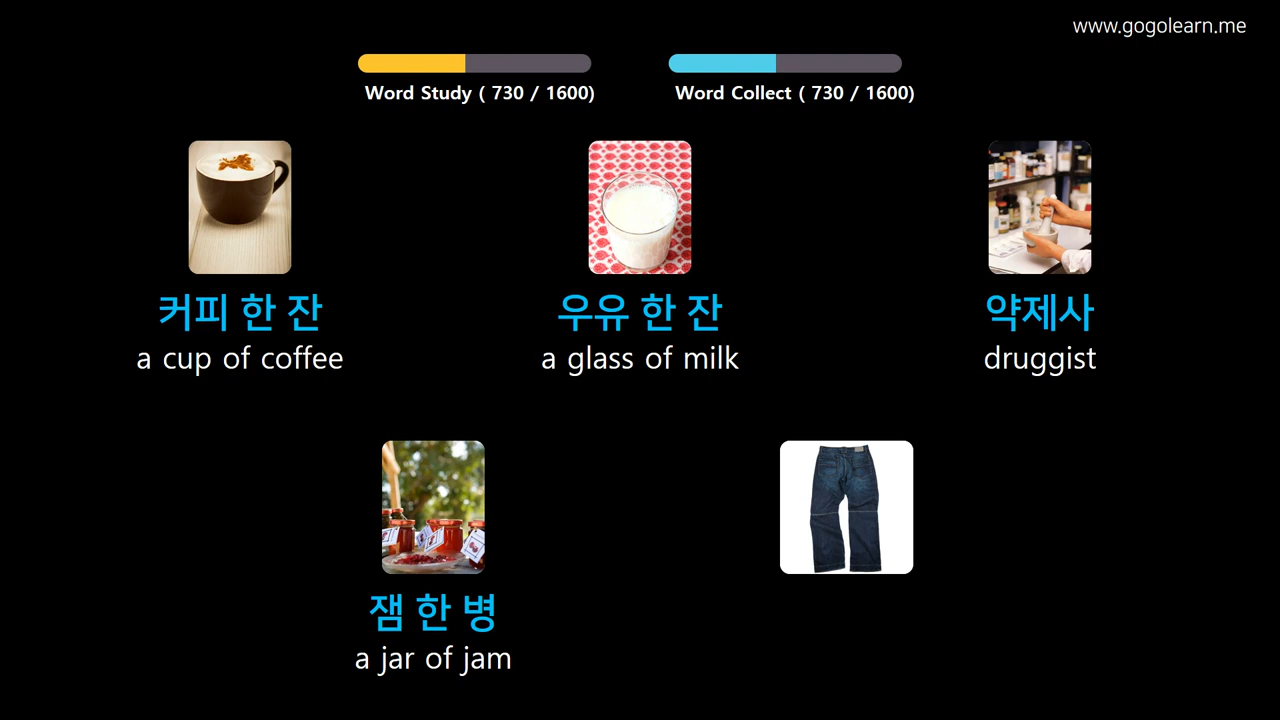 www.gogolearn.me
Word Study ( 730 / 1600)
Word Collect ( 730 / 1600)
커피 한 잔
a cup of coffee
우유 한 잔
a glass of milk
약제사
druggist
잼 한 병
a jar of jam